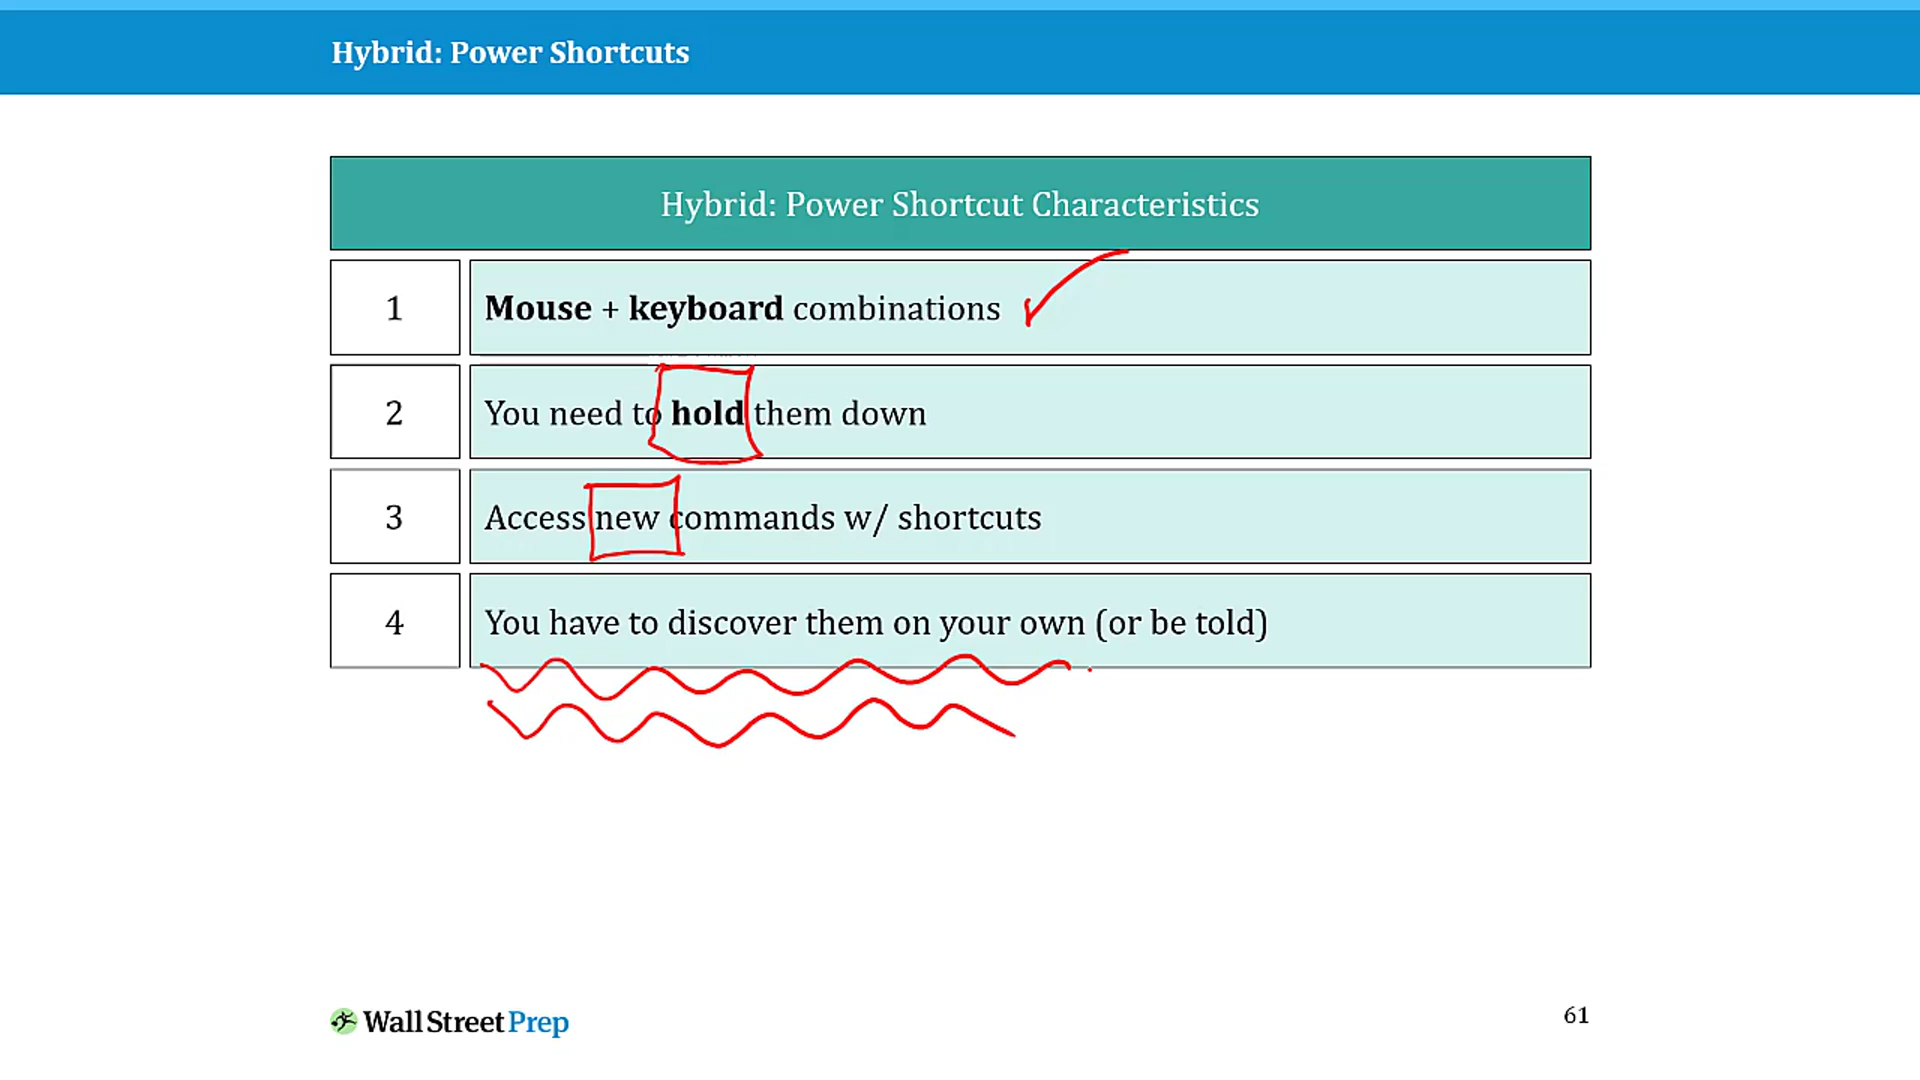 Hybrid: Power Shortcuts
Hybrid: Power Shortcut Characteristics
1 Mouse + keyboard combinations
2 You need to hold them down
3 Access new commands w/ shortcuts
4 You have to discover them on your own (or be told)
Wall Street Prep
61